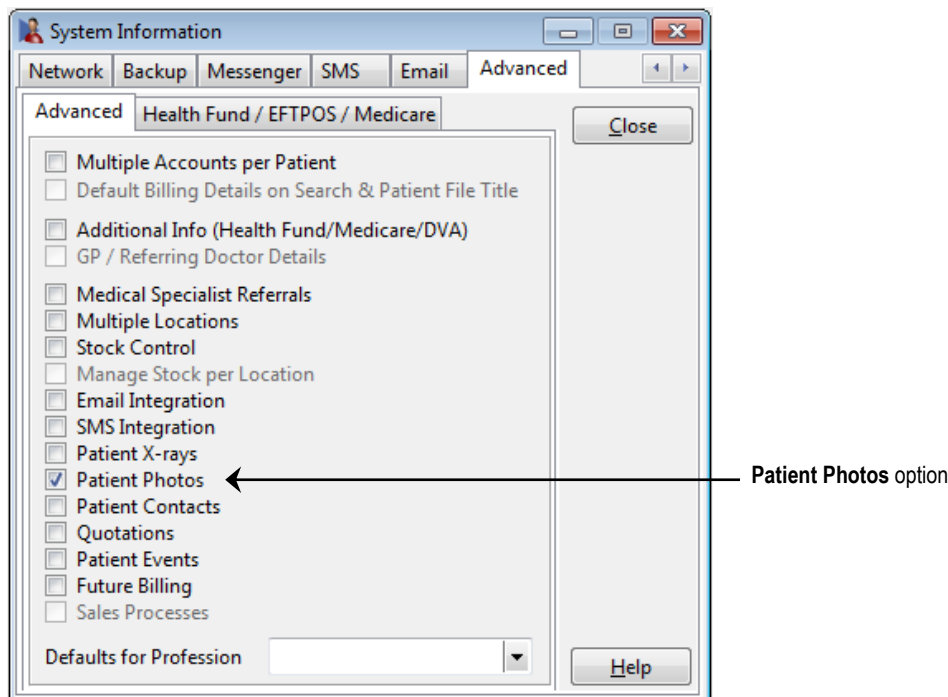 System Information
Network Backup Messenger SMS Email Advanced
Advanced Health Fund / EFTPOS / Medicare
Close
Multiple Accounts per Patient
Default Billing Details on Search & Patient File Title
Additional Info (Health Fund/Medicare/DVA)
GP / Referring Doctor Details
Medical Specialist Referrals
Multiple Locations
Stock Control
Manage Stock per Location
Email Integration
SMS Integration
Patient X-rays
Patient Photos
Patient Photos option
Patient Contacts
Quotations
Patient Events
Future Billing
Sales Processes
Defaults for Profession
Help